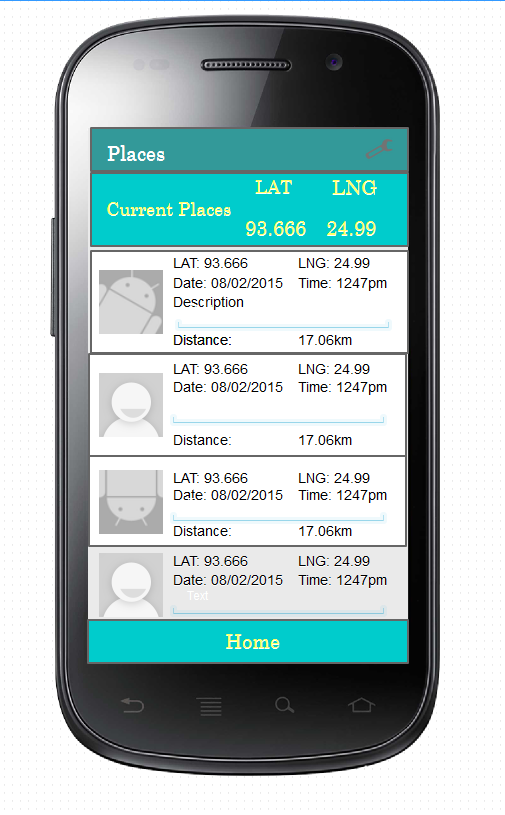 Places
LAT LNG
Current Places
93.666 24.99
LAT: 93.666 LNG: 24.99
Date: 08/02/2015 Time: 1247pm
Description
Distance: 17.06km
LAT: 93.666 LNG: 24.99
Date: 08/02/2015 Time: 1247pm
Distance: 17.06km
LAT: 93.666 LNG: 24.99
Date: 08/02/2015 Time: 1247pm
Distance: 17.06km
LAT: 93.666 LNG: 24.99
Date: 08/02/2015 Time: 1247pm
Text
Home